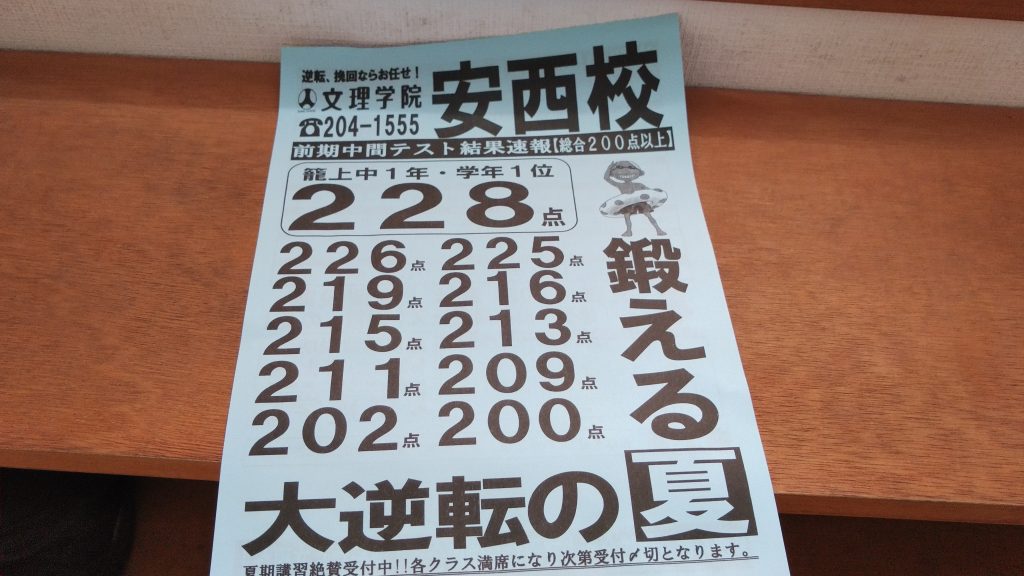 逆転、挽回ならお任せ！
文理学院
☎204-1555
安西校
前期中間テスト結果速報【総合200点以上】
籠上中1年・学年1位
228点
226点 225点
219点 216点
215点 213点
211点 209点
202点 200点
鍛える
大逆転の夏
夏期講習絶賛受付中!!各クラス満席になり次第受付〆切となります。